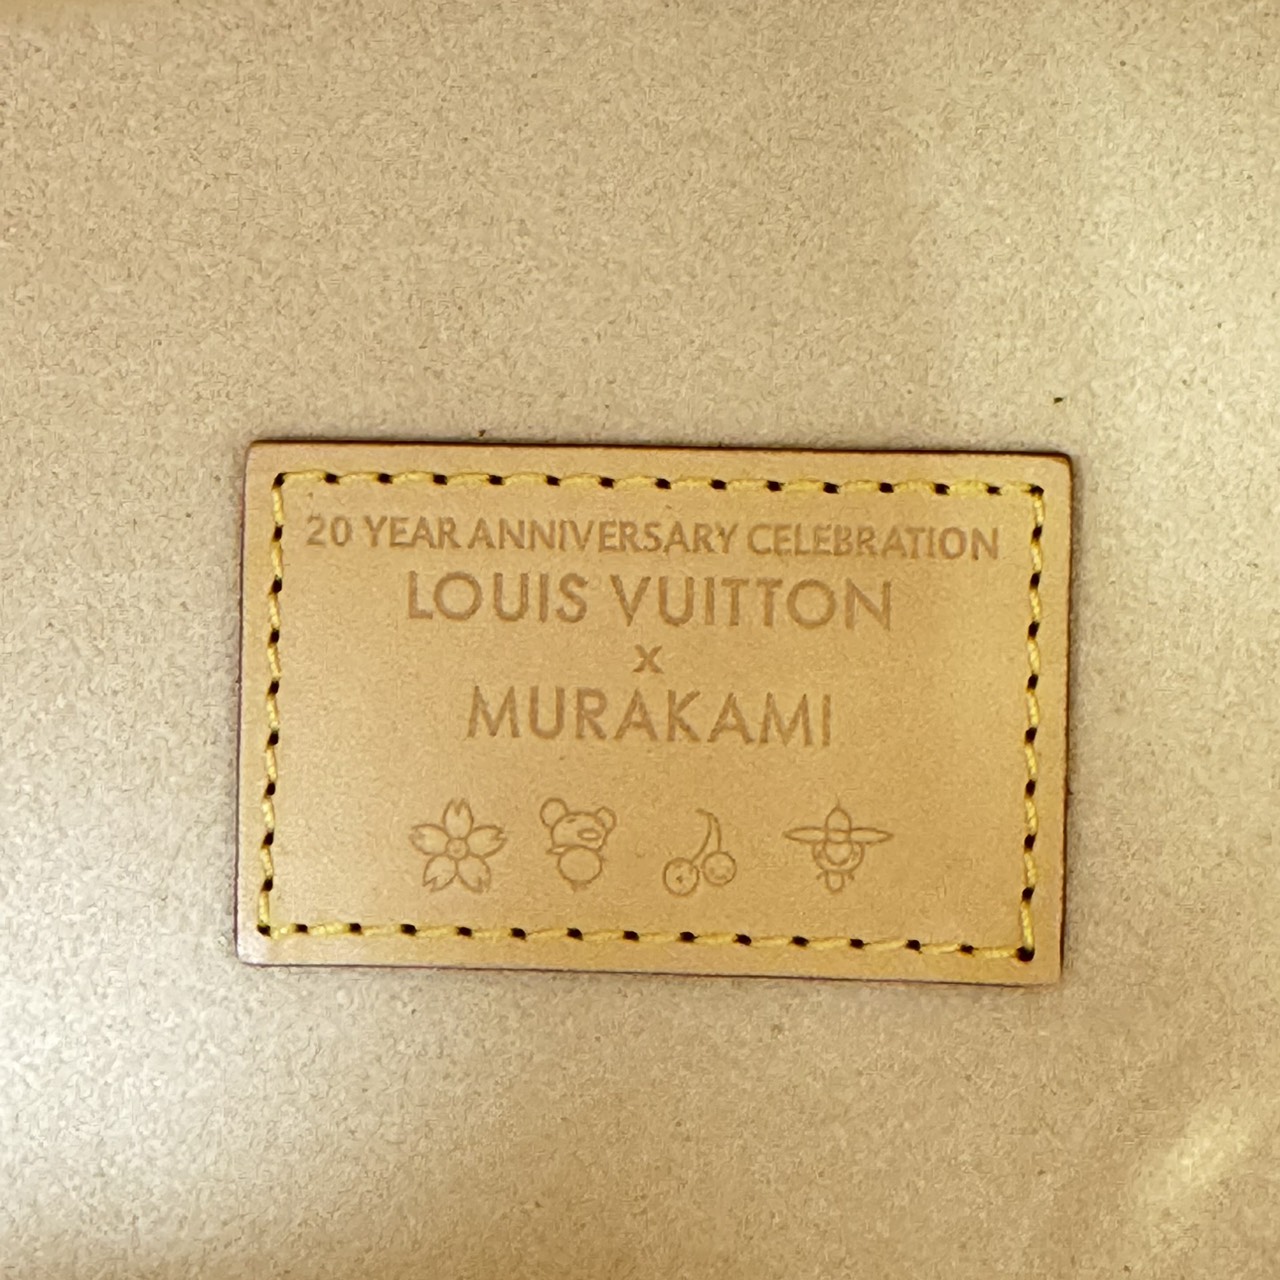 20 YEAR ANNIVERSARY CELEBRATION
LOUIS VUITTON
x
MURAKAMI